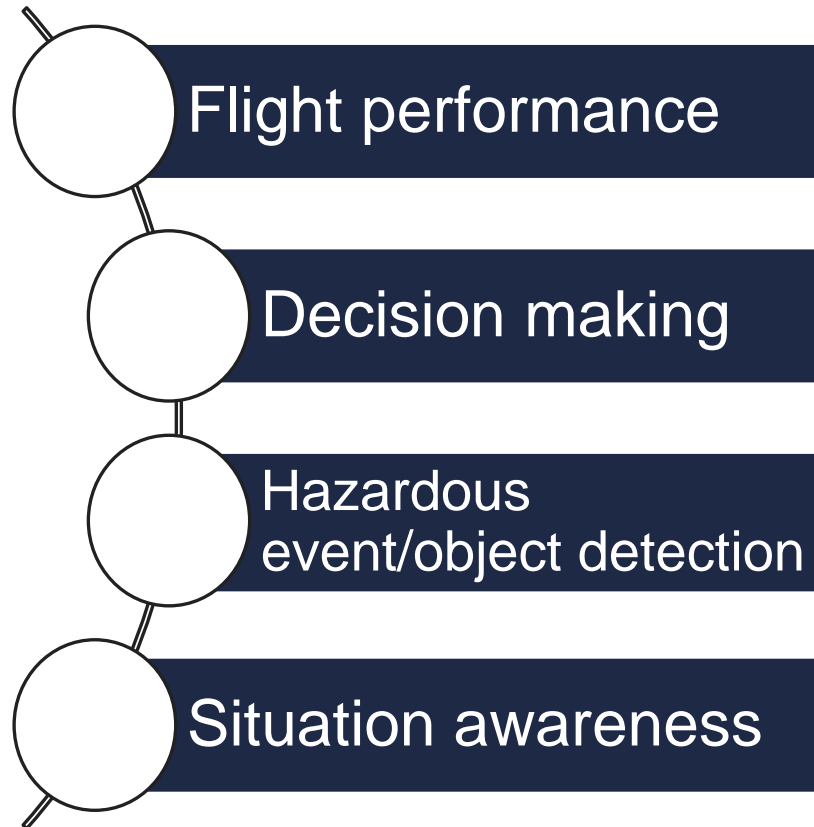 Flight performance
Decision making
Hazardous
event/object detection
Situation awareness